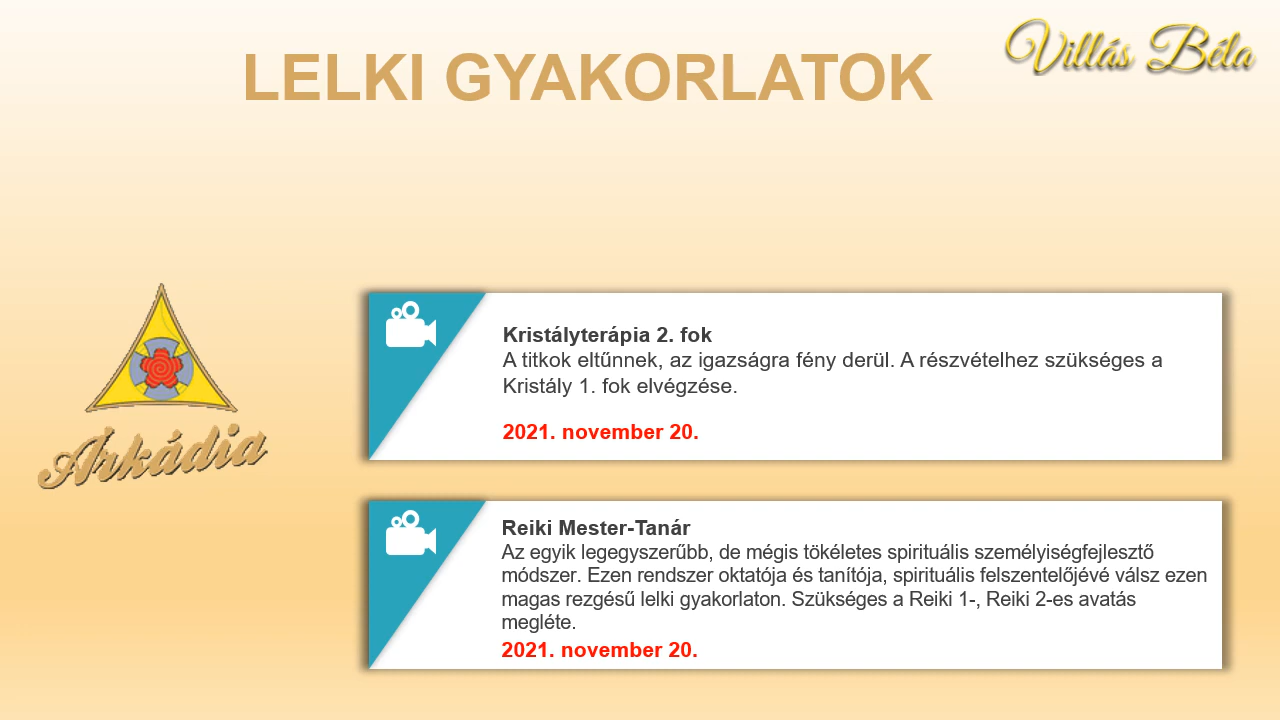 LELKI GYAKORLATOK
Villás Béla
Árkádia
Kristályterápia 2. fok
A titkok eltűnnek, az igazságra fény derül. A részvételhez szükséges a
Kristály 1. fok elvégzése.
2021. november 20.
Reiki Mester-Tanár
Az egyik legegyszerűbb, de mégis tökéletes spirituális személyiségfejlesztő
módszer. Ezen rendszer oktatója és tanítója, spirituális felszentelőjévé válsz ezen
magas rezgésű lelki gyakorlaton. Szükséges a Reiki 1-, Reiki 2-es avatás
megléte.
2021. november 20.